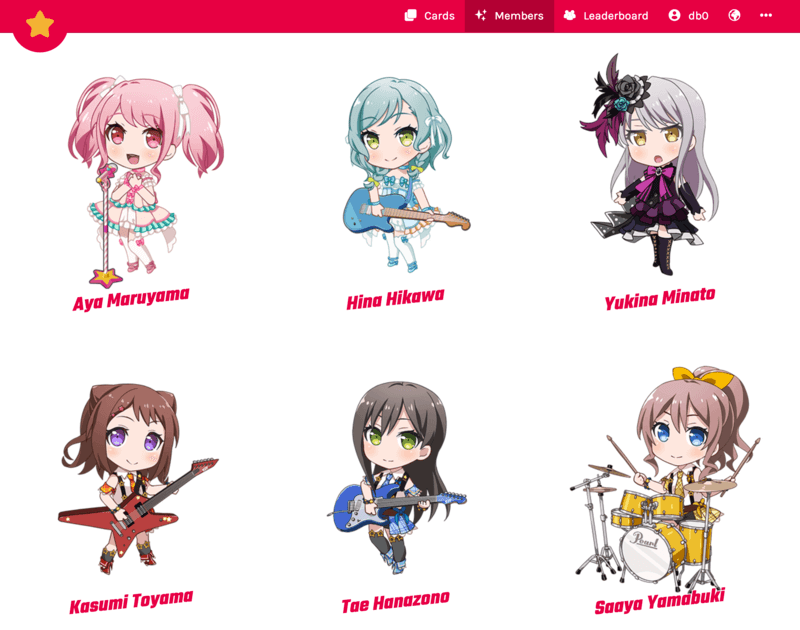 Cards Members Leaderboard db0
Aya Maruyama Hina Hikawa Yukina Minato
Pearl
Kasumi Toyama Tae Hanazono Saaya Yamabuki